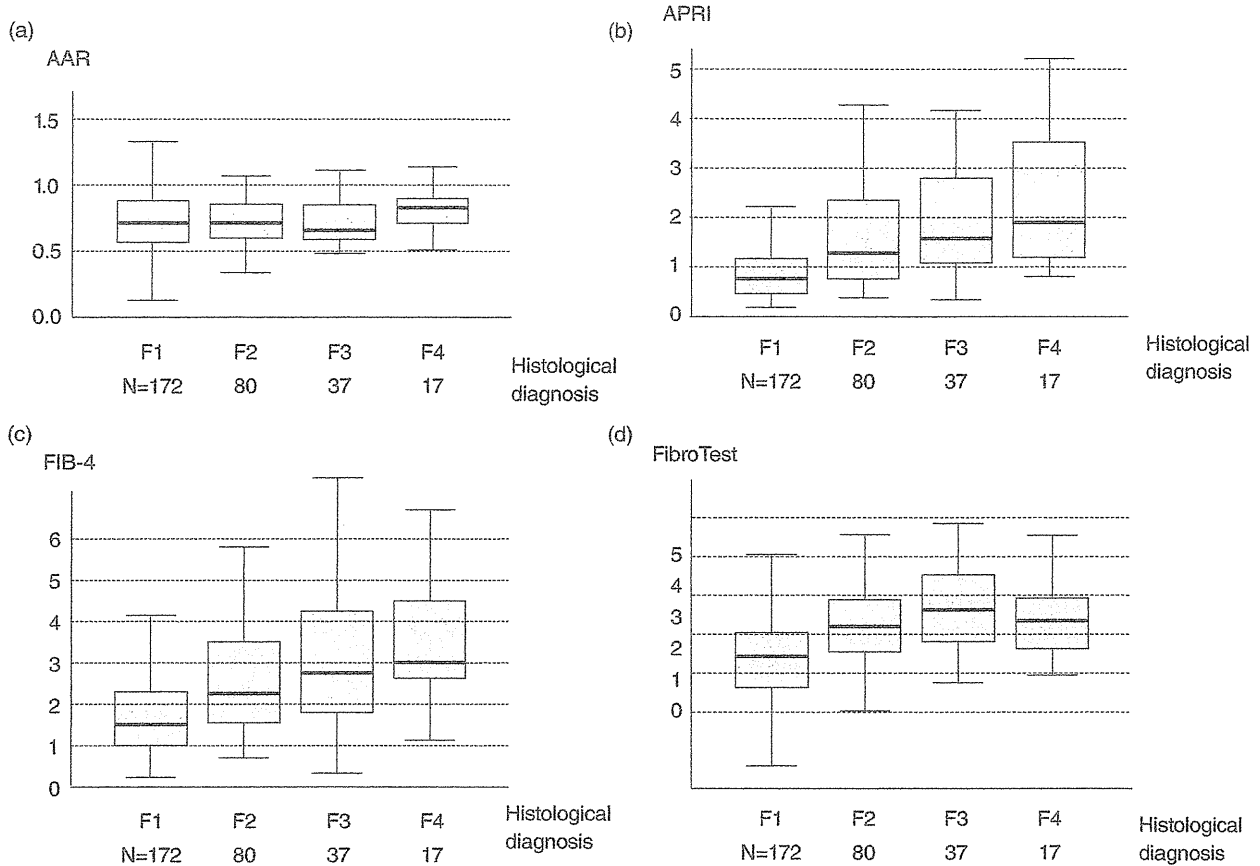 (a)
AAR
1.5
1.0
0.5
0.0
F1 F2 F3 F4 Histological
N=172 80 37 17 diagnosis
(b)
APRI
5
4
3
2
1
0
F1 F2 F3 F4 Histological
N=172 80 37 17 diagnosis
(c)
FIB-4
6
5
4
3
2
1
0
F1 F2 F3 F4 Histological
N=172 80 37 17 diagnosis
(d)
FibroTest
5
4
3
2
1
0
F1 F2 F3 F4 Histological
N=172 80 37 17 diagnosis